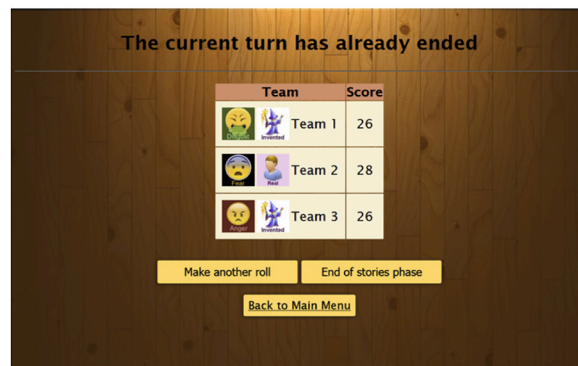 The current turn has already ended
Team Score
Disgust Invented Team 1 26
Fear Real Team 2 28
Anger Invented Team 3 26
Make another roll End of stories phase
Back to Main Menu